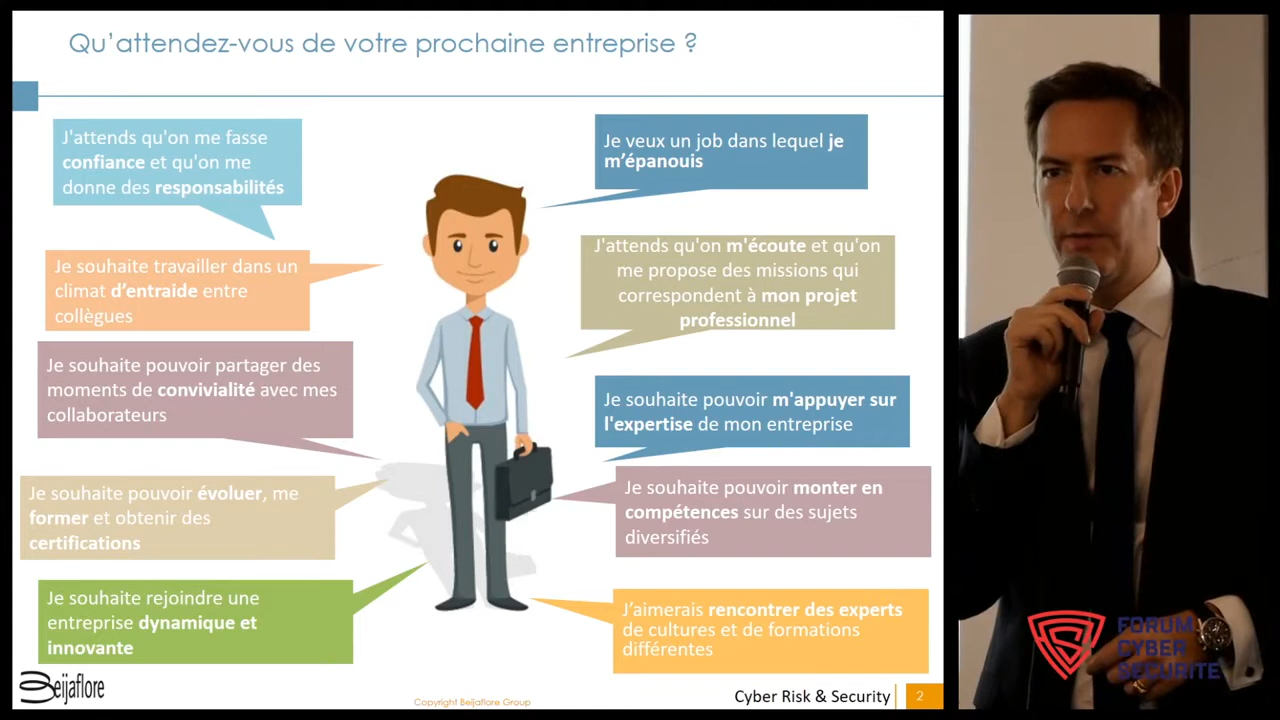 Qu’attendez-vous de votre prochaine entreprise ?
J'attends qu'on me fasse
confiance et qu'on me
donne des responsabilités
Je souhaite travailler dans un
climat d’entraide entre
collègues
Je souhaite pouvoir partager des
moments de convivialité avec mes
collaborateurs
Je souhaite pouvoir évoluer, me
former et obtenir des
certifications
Je souhaite rejoindre une
entreprise dynamique et
innovante
Je veux un job dans lequel je
m’épanouis
J'attends qu'on m'écoute et qu'on
me propose des missions qui
correspondent à mon projet
professionnel
Je souhaite pouvoir m'appuyer sur
l'expertise de mon entreprise
Je souhaite pouvoir monter en
compétences sur des sujets
diversifiés
J’aimerais rencontrer des experts
de cultures et de formations
différentes
Beijaflore
Copyright Beijaflore Group
Cyber Risk & Security
2
FORUM
CYBER
SECURITE